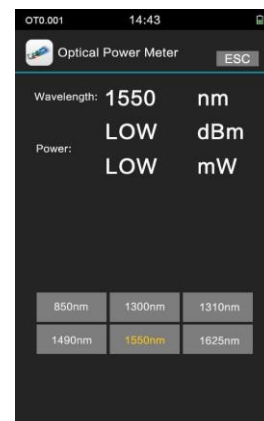 OT0.001 14:43
Optical Power Meter ESC
Wavelength: 1550 nm
LOW dBm
Power:
LOW mW
850nm 1300nm 1310nm
1490nm 1550nm 1625nm